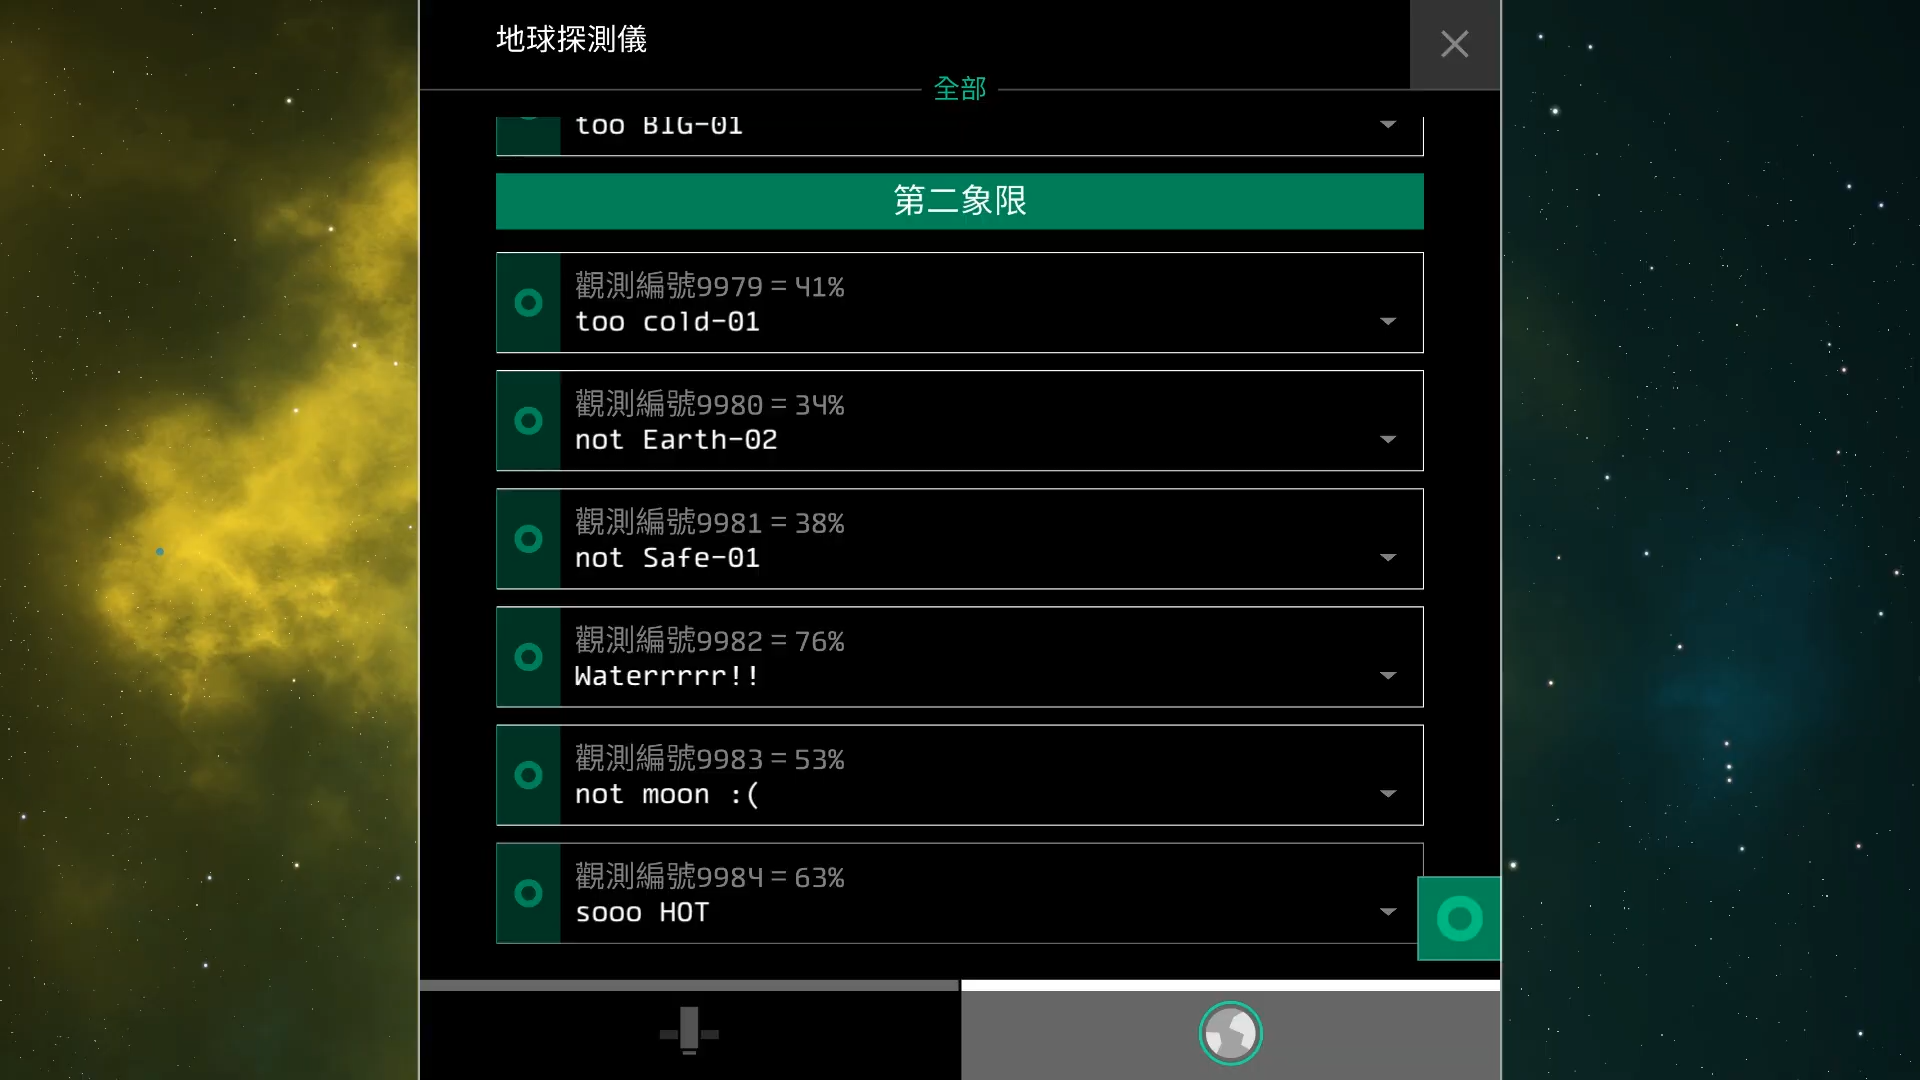 地球探測儀
全部
too BIG-01
第二象限
觀測編號9979 = 41%
too cold-01
觀測編號9980 = 34%
not Earth-02
觀測編號9981 = 38%
not Safe-01
觀測編號9982 = 76%
Waterrrrr!!
觀測編號9983 = 53%
not moon :(
觀測編號9984 = 63%
sooo HOT